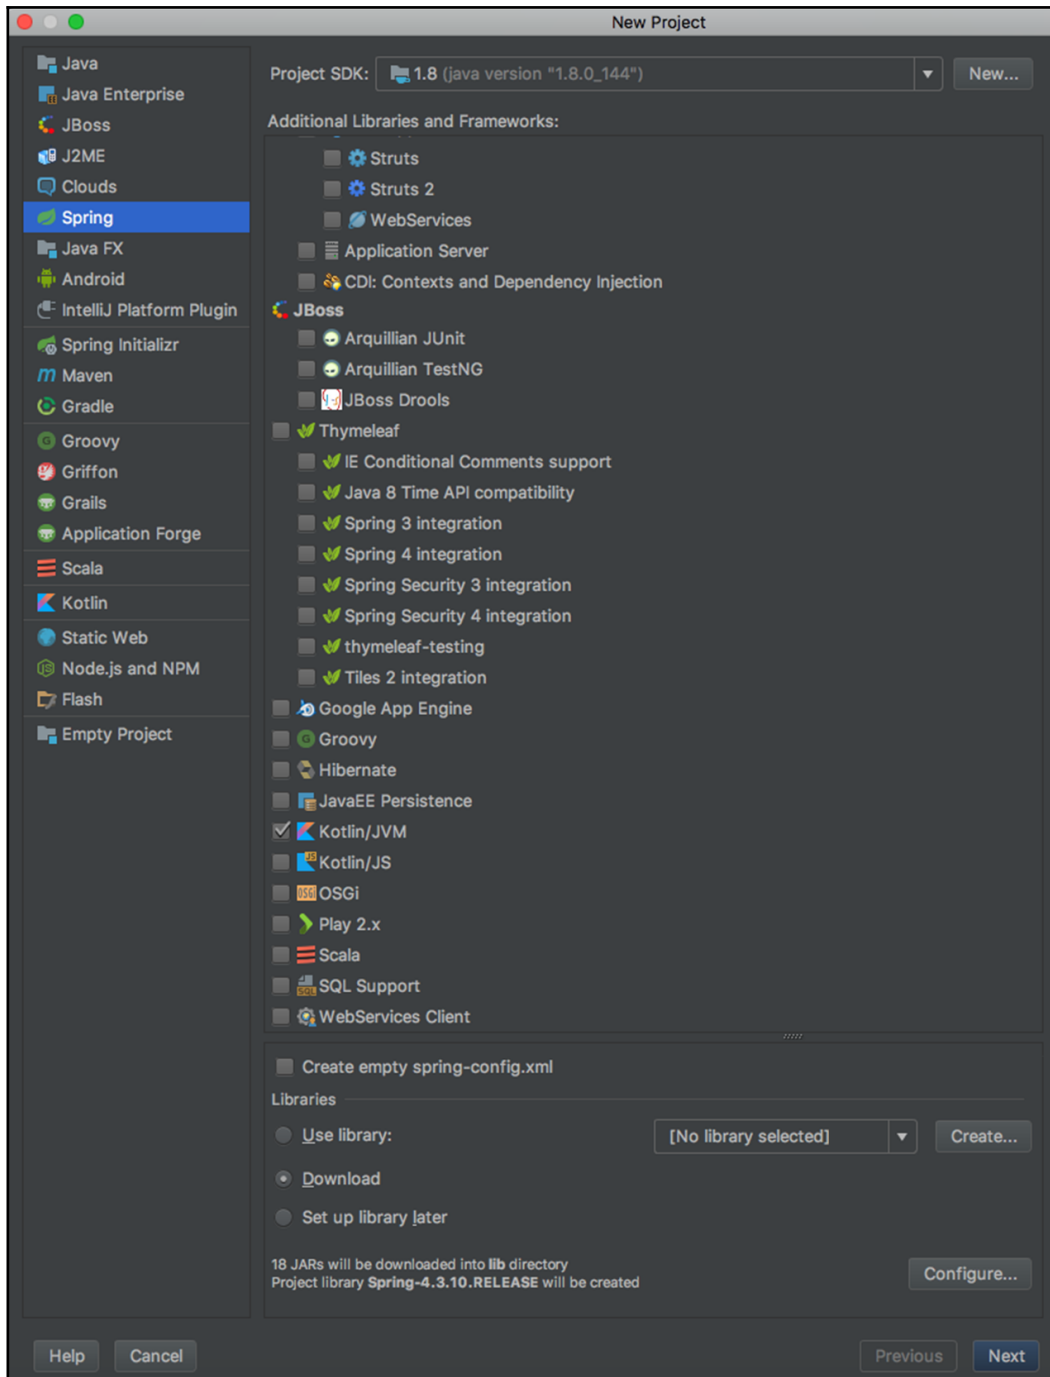 New Project
Java
Java Enterprise
JBoss
J2ME
Clouds
Spring
Java FX
Android
IntelliJ Platform Plugin
Spring Initializr
Maven
Gradle
Groovy
Griffon
Grails
Application Forge
Scala
Kotlin
Static Web
Node.js and NPM
Flash
Empty Project
Project SDK: 1.8 (java version "1.8.0_144") New...
Additional Libraries and Frameworks:
Struts
Struts 2
WebServices
Application Server
CDI: Contexts and Dependency Injection
JBoss
Arquillian JUnit
Arquillian TestNG
JBoss Drools
Thymeleaf
IE Conditional Comments support
Java 8 Time API compatibility
Spring 3 integration
Spring 4 integration
Spring Security 3 integration
Spring Security 4 integration
thymeleaf-testing
Tiles 2 integration
Google App Engine
Groovy
Hibernate
JavaEE Persistence
Kotlin/JVM
Kotlin/JS
OSGi
Play 2.x
Scala
SQL Support
WebServices Client
Create empty spring-config.xml
Libraries
Use library: [No library selected] Create...
Download
Set up library later
18 JARs will be downloaded into lib directory
Project library Spring-4.3.10.RELEASE will be created
Configure...
Help Cancel Previous Next